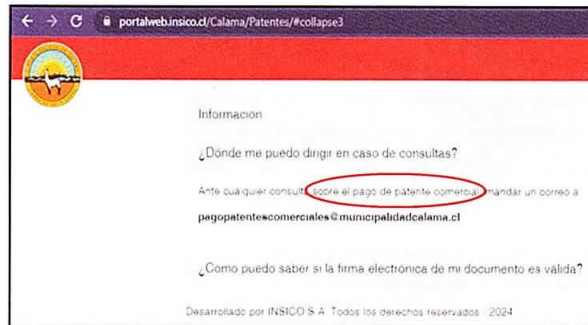 portalweb.insico.cl/Calama/Patentes/#collapse3
Informacion
¿Dónde me puedo dirigir en caso de consultas?
Ante cualquier consulta sobre el pago de patente comercial mandar un correo a
pagopatentescomerciales@municipalidadcalama.cl
¿Como puedo saber si la firma electrónica de mi documento es válida?
Desarrollado por INSICO S.A. Todos los derechos reservados - 2024